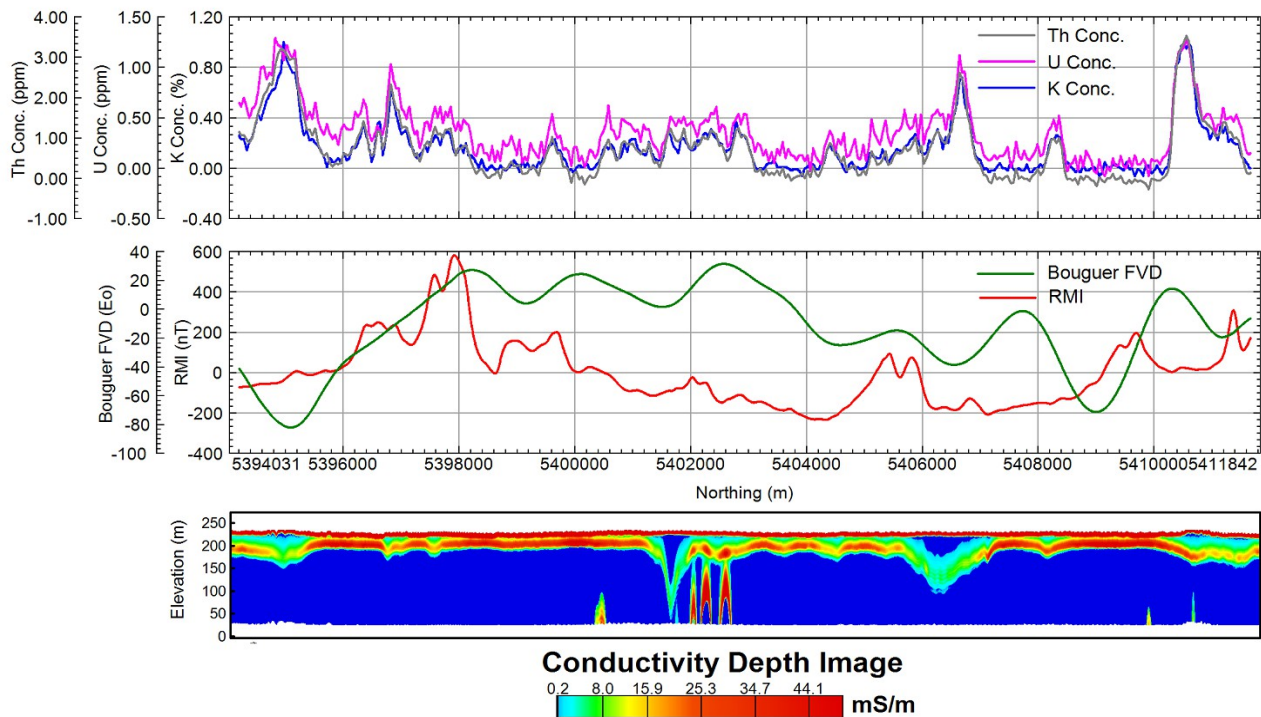 Th Conc. (ppm)
4.00
3.00
2.00
1.00
0.00
-1.00
U Conc. (ppm)
1.50
1.00
0.50
0.00
-0.50
K Conc. (%)
1.20
0.80
0.40
0.00
-0.40
Th Conc.
U Conc.
K Conc.
Bouguer FVD (Eo)
40
20
0
-20
-40
-60
-80
-100
RMI (nT)
600
400
200
0
-200
-400
Bouguer FVD
RMI
5394031 5396000 5398000 5400000 5402000 5404000 5406000 5408000 5410000 5411842
Northing (m)
Elevation (m)
250
200
150
100
50
0
Conductivity Depth Image
0.2 8.0 15.9 25.3 34.7 44.1
mS/m